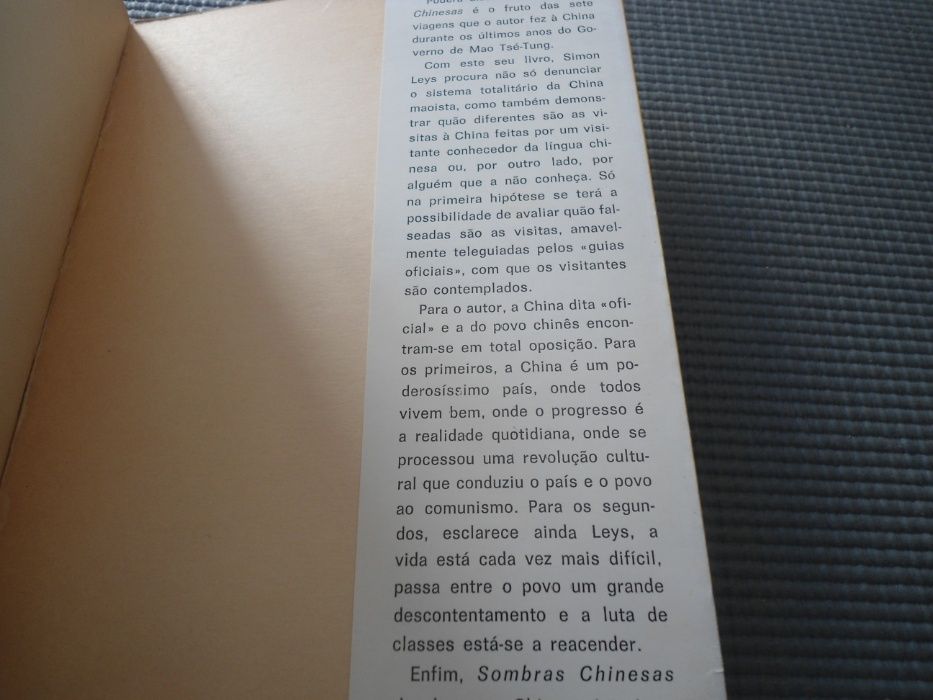 Chinesas é o fruto das sete
viagens que o autor fez à China
durante os últimos anos do Go-
verno de Mao Tsé-Tung.
Com este seu livro, Simon
Leys procura não só denunciar
o sistema totalitário da China
maoista, como também demons-
trar quão diferentes são as vi-
sitas à China feitas por um visi-
tante conhecedor da língua chi-
nesa ou, por outro lado, por
alguém que a não conheça. Só
na primeira hipótese se terá a
possibilidade de avaliar quão fal-
seadas são as visitas, amavel-
mente teleguiadas pelos «guias
oficiais», com que os visitantes
são contemplados.
Para o autor, a China dita «ofi-
cial» e a do povo chinês encon-
tram-se em total oposição. Para
os primeiros, a China é um po-
derosíssimo país, onde todos
vivem bem, onde o progresso é
a realidade quotidiana, onde se
processou uma revolução cultu-
ral que conduziu o país e o povo
ao comunismo. Para os segun-
dos, esclarece ainda Leys, a
vida está cada vez mais difícil,
passa entre o povo um grande
descontentamento e a luta de
classes está-se a reacender.
Enfim, Sombras Chinesas